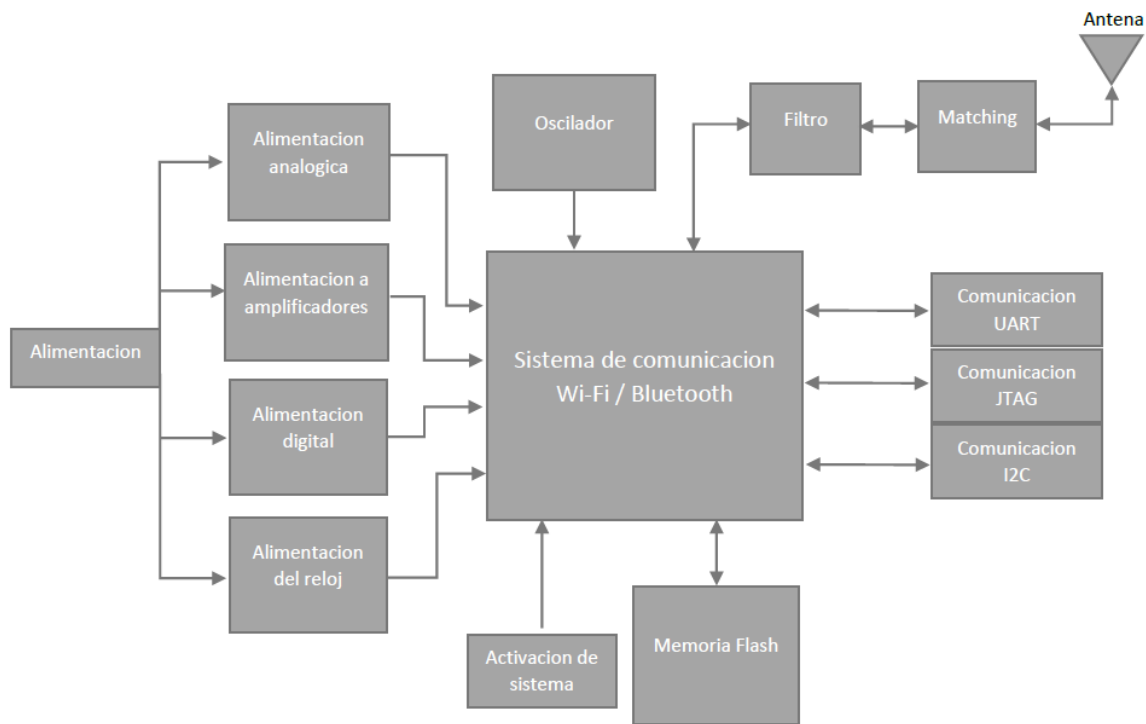 Antena
Oscilador
Filtro
Matching
Alimentacion
analogica
Alimentacion a
amplificadores
Alimentacion
Alimentacion
digital
Alimentacion
del reloj
Sistema de comunicacion
Wi-Fi / Bluetooth
Comunicacion
UART
Comunicacion
JTAG
Comunicacion
I2C
Activacion de
sistema
Memoria Flash